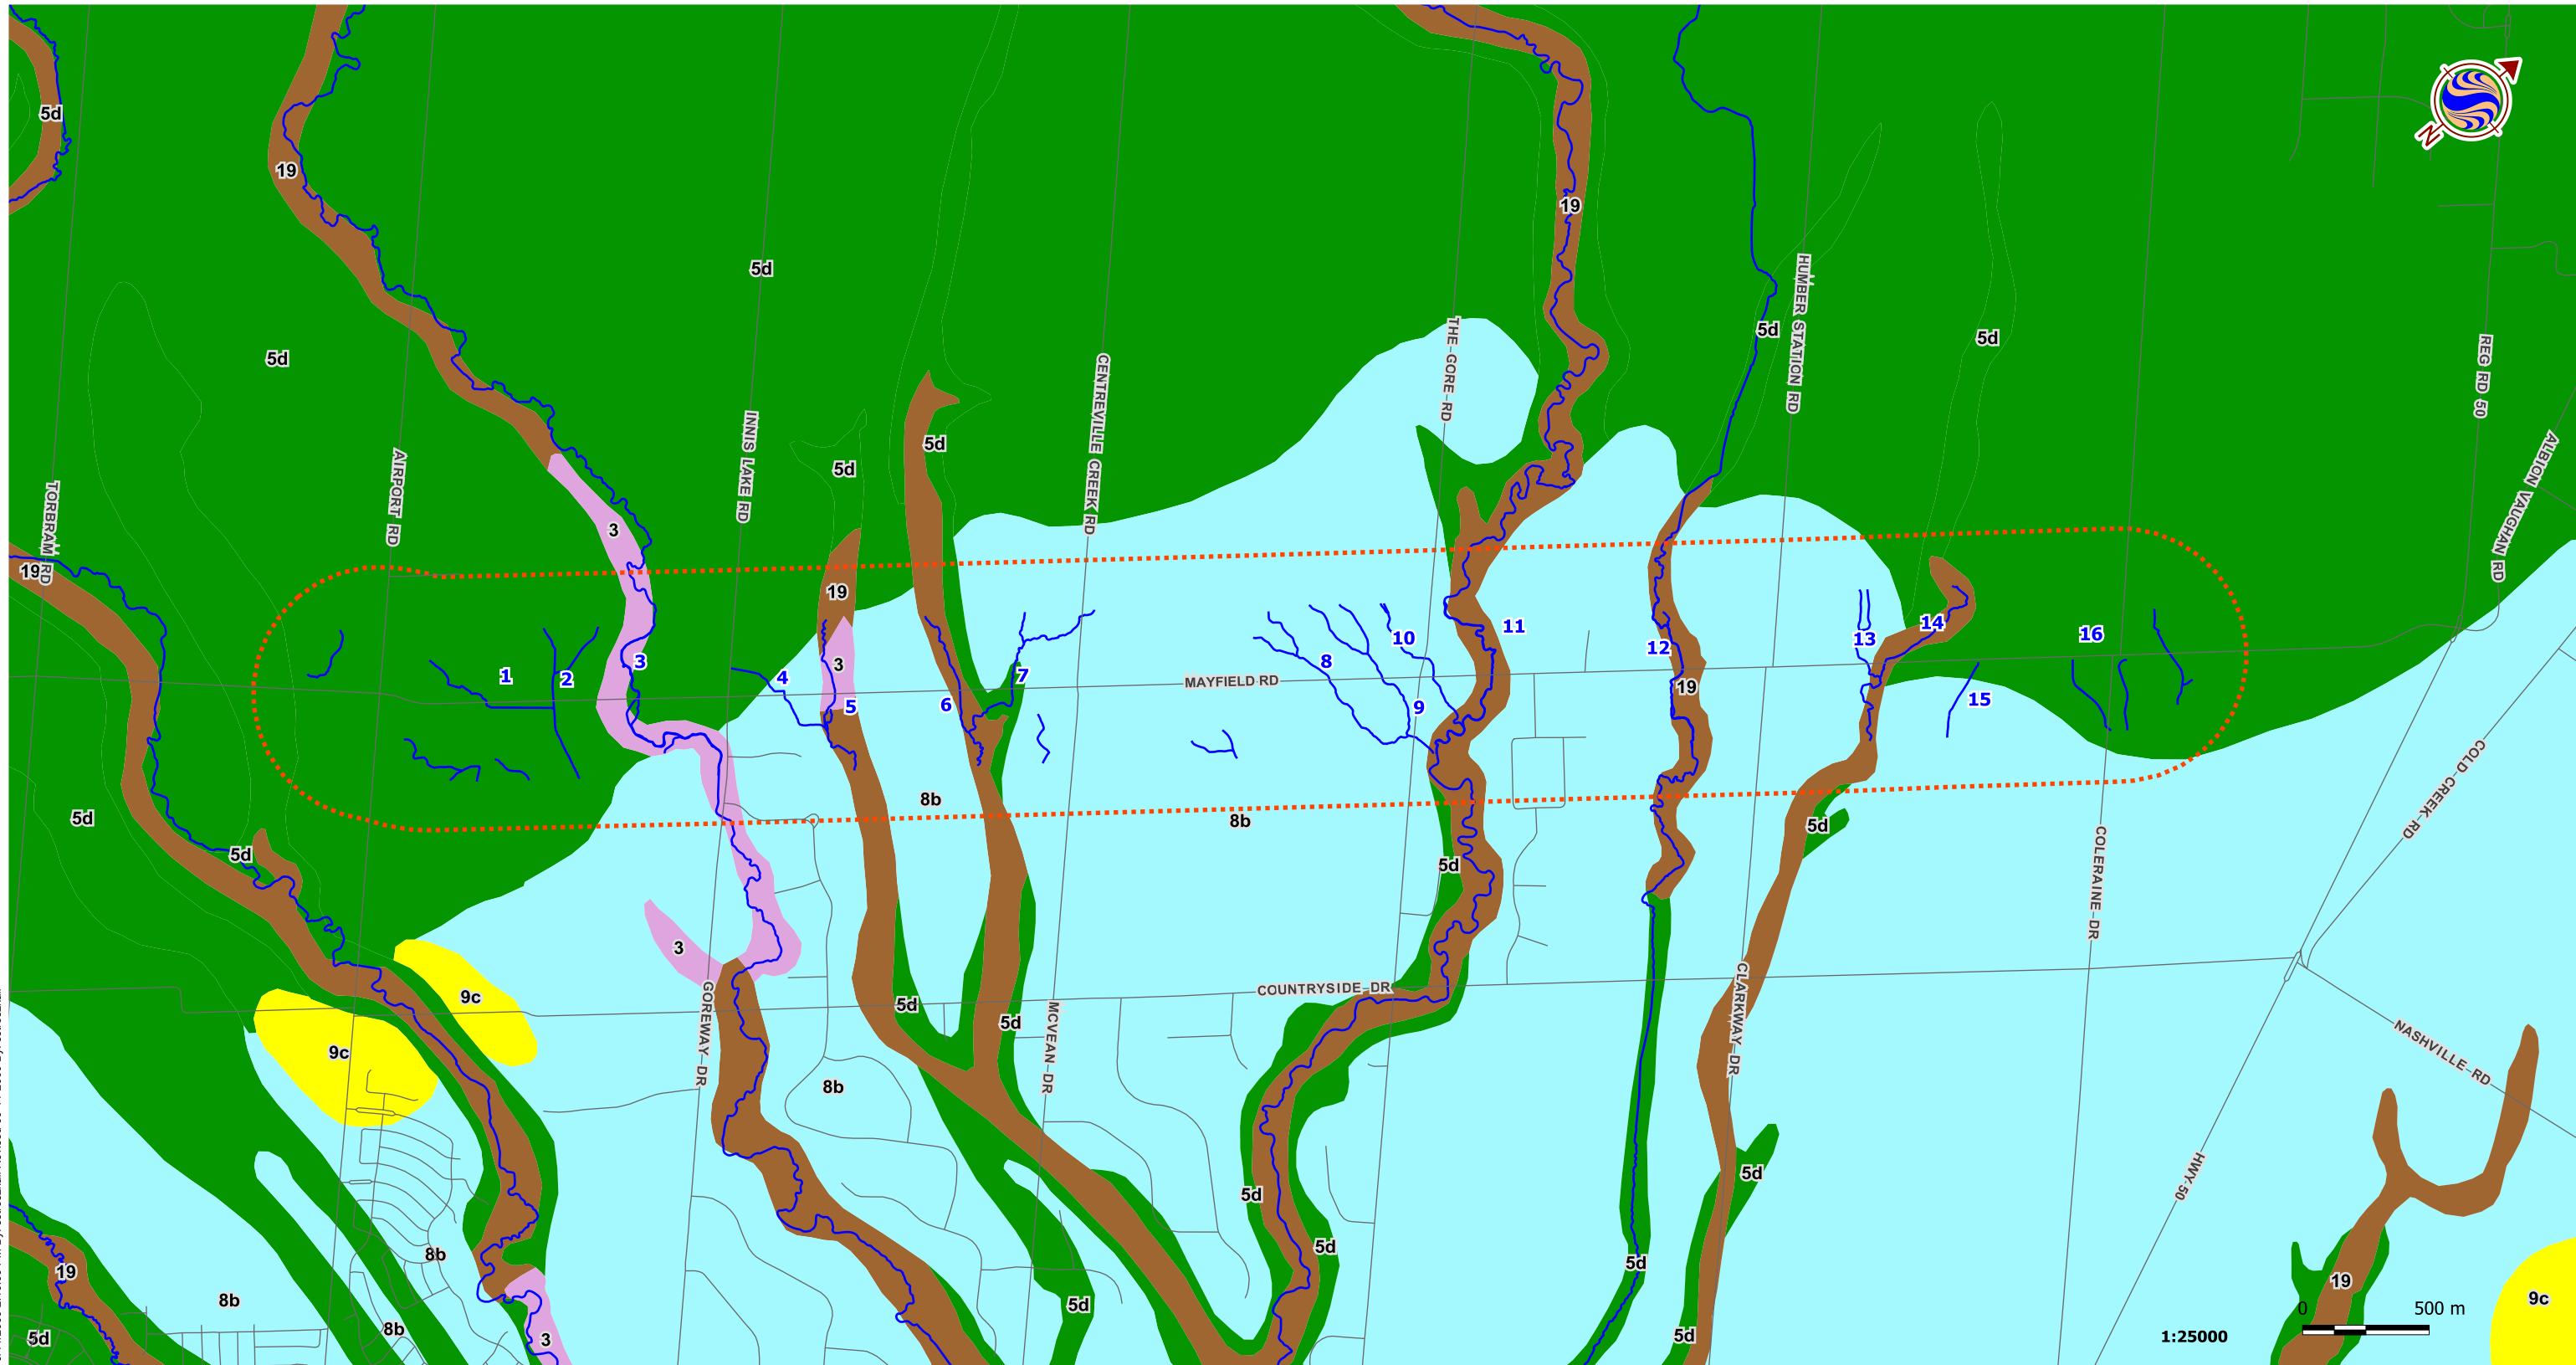 5d
19
5d
19
N
5d
5d
5d
5d
THE GORE RD
HUMBER STATION RD
REG RD 50
CENTREVILLE CREEK RD
INNIS LAKE RD
AIRPORT RD
TORBRAM RD
5d
5d
ALBION VAUGHAN RD
3
19
19
1
2
3
4
3
5
6
7
8
9
10
11
12
19
13
14
15
16
MAYFIELD RD
8b
8b
5d
5d
5d
5d
COLD CREEK RD
COLERAINE DR
3
9c
9c
GOREWAY DR
5d
5d
MCVEAN DR
COUNTRYSIDE DR
CLARKWAY DR
NASHVILLE RD
8b
5d
5d
HWY 50
8b
5d
5d
19
8b
8b
5d
3
5d
5d
19
9c
0 500 m
1:25000